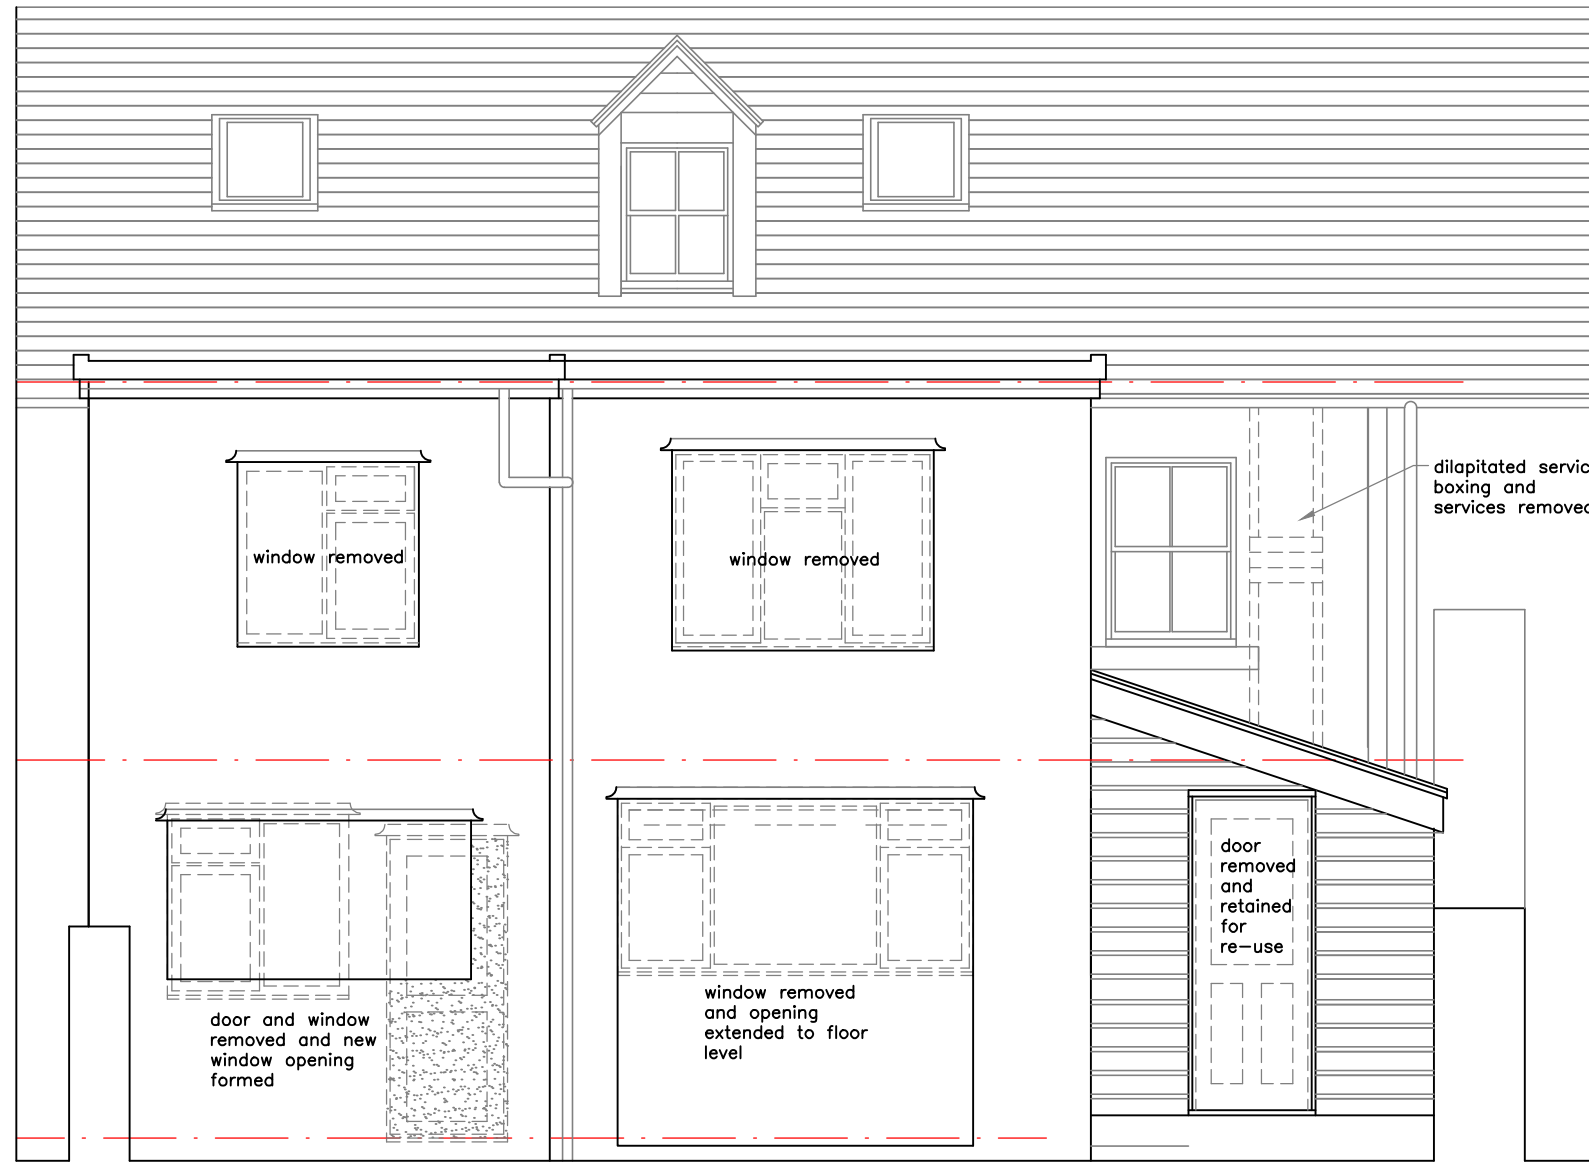 window removed
window removed
dilapitated servic
boxing and
services removed
door
removed
and
retained
for
re-use
window removed
and opening
extended to floor
level
door and window
removed and new
window opening
formed